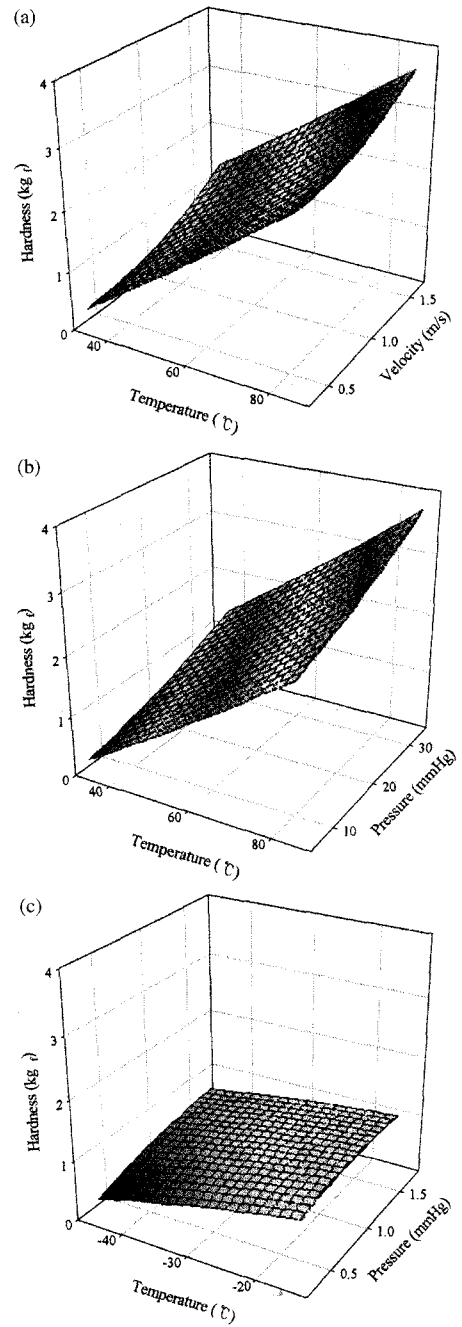 (a)
4
3
2
1
0
Hardness (kg f)
40
60
80
Temperature (℃)
0.5
1.0
1.5
Velocity (m/s)
(b)
4
3
2
1
0
Hardness (kg f)
40
60
80
Temperature (℃)
10
20
30
Pressure (mmHg)
(c)
4
3
2
1
0
Hardness (kg f)
-40
-30
-20
Temperature (℃)
0.5
1.0
1.5
Pressure (mmHg)